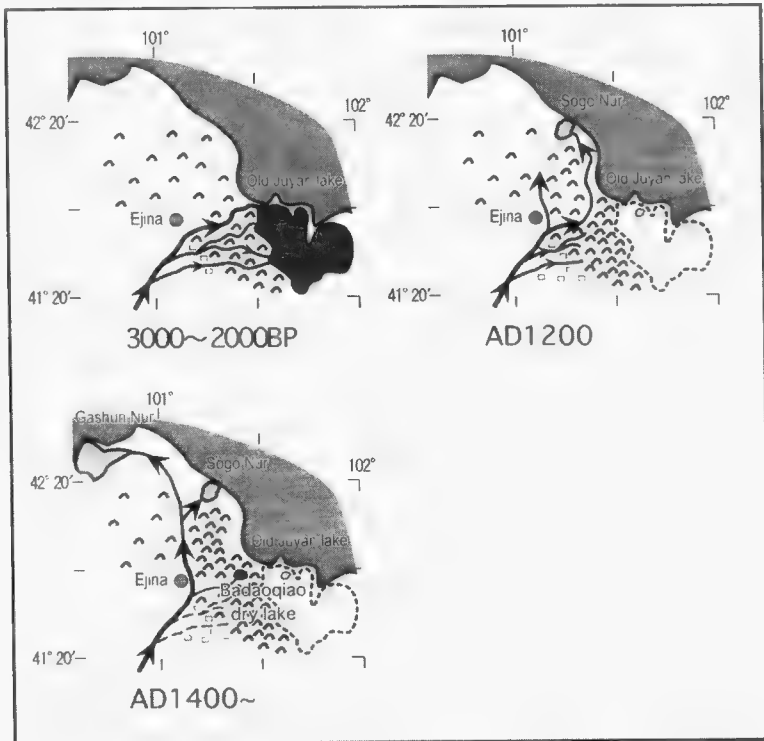 101°
102°
42° 20'
Old Juyan lake
Ejina
41° 20'
3000～2000BP
101°
Sogo Nur
102°
42° 20'
Old Juyan lake
Ejina
41° 20'
AD1200
101°
Gashun Nur
Sogo Nur
102°
42° 20'
Old Juyan lake
Ejina
Badaoqiao
dry lake
41° 20'
AD1400~